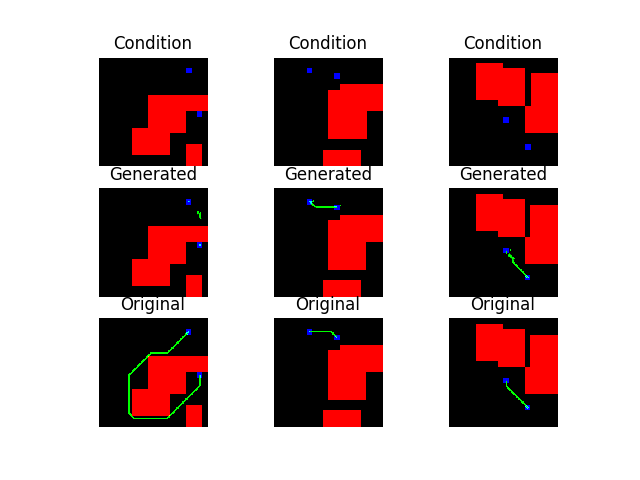 Condition Condition Condition
Generated Generated Generated
Original Original Original